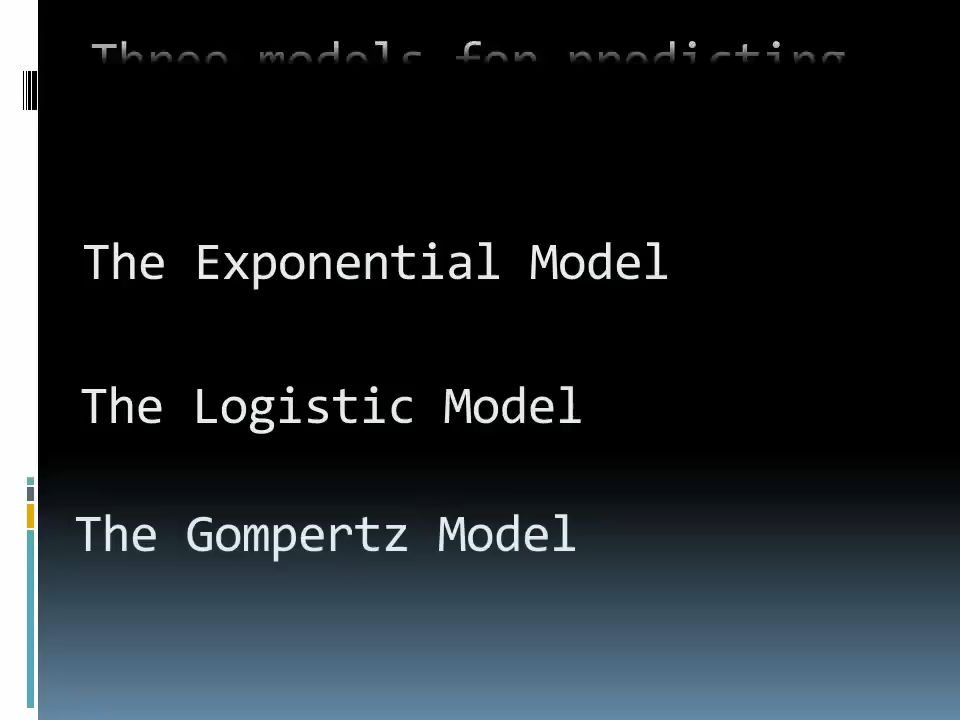 Three models for predicting
The Exponential Model
The Logistic Model
The Gompertz Model